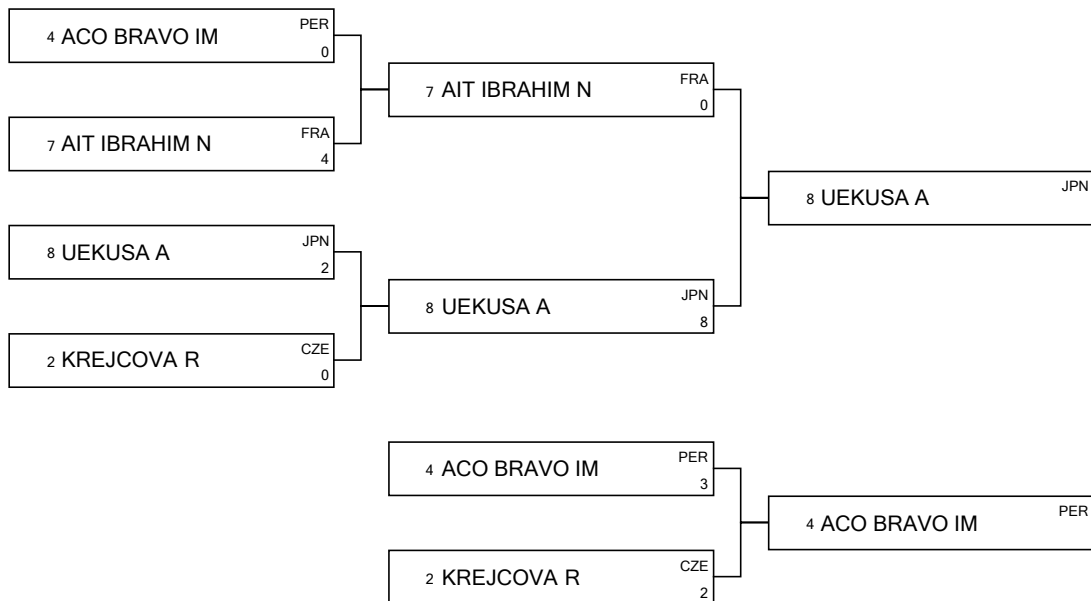 4 ACO BRAVO IM PER
0
7 AIT IBRAHIM N FRA
4
8 UEKUSA A JPN
2
2 KREJCOVA R CZE
0
7 AIT IBRAHIM N FRA
0
8 UEKUSA A JPN
8
8 UEKUSA A JPN
4 ACO BRAVO IM PER
3
2 KREJCOVA R CZE
2
4 ACO BRAVO IM PER